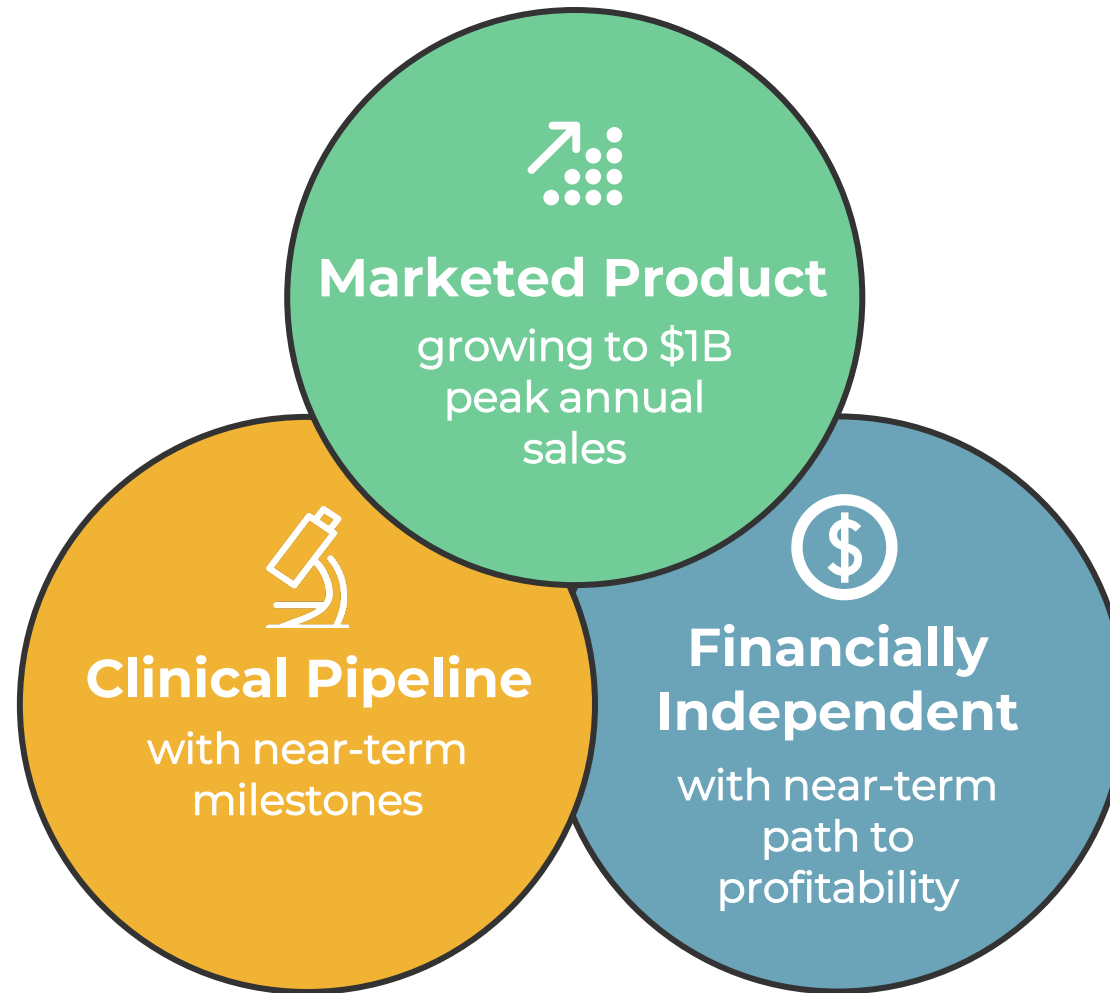 Marketed Product
growing to $1B
peak annual
sales
Clinical Pipeline
with near-term
milestones
$
Financially
Independent
with near-term
path to
profitability